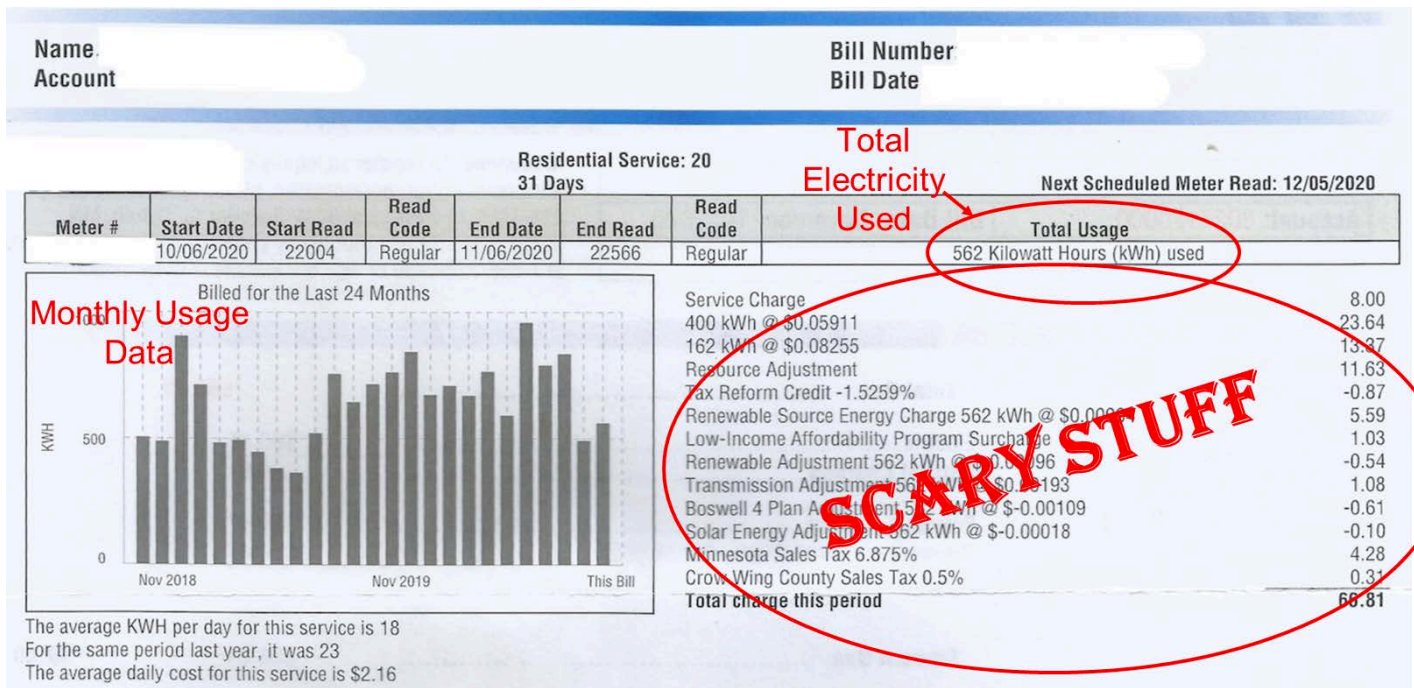 Name
Account
Bill Number
Bill Date
Total
Electricity
Used
Residential Service: 20
31 Days
Next Scheduled Meter Read: 12/05/2020
Meter # Start Date Start Read Read Code End Date End Read Read Code Total Usage
10/06/2020 22004 Regular 11/06/2020 22566 Regular 562 Kilowatt Hours (kWh) used
Billed for the Last 24 Months
Monthly Usage
Data
KWH
500
0
Nov 2018 Nov 2019 This Bill
Service Charge 8.00
400 kWh @ $0.05911 23.64
162 kWh @ $0.08255 13.37
Resource Adjustment 11.63
Tax Reform Credit -1.5259% -0.87
Renewable Source Energy Charge 562 kWh @ 5.59
Low-Income Affordability Program Surcharge 1.03
Renewable Adjustment 562 kWh @ -0.54
Transmission Adjustment kWh @ $0.00193 1.08
Boswell 4 Plan Adjustment 562 kWh @ $-0.00109 -0.61
Solar Energy Adjustment 562 kWh @ $-0.00018 -0.10
Minnesota Sales Tax 6.875% 4.28
Crow Wing County Sales Tax 0.5% 0.31
Total charge this period 66.81
SCARY STUFF
The average KWH per day for this service is 18
For the same period last year, it was 23
The average daily cost for this service is $2.16